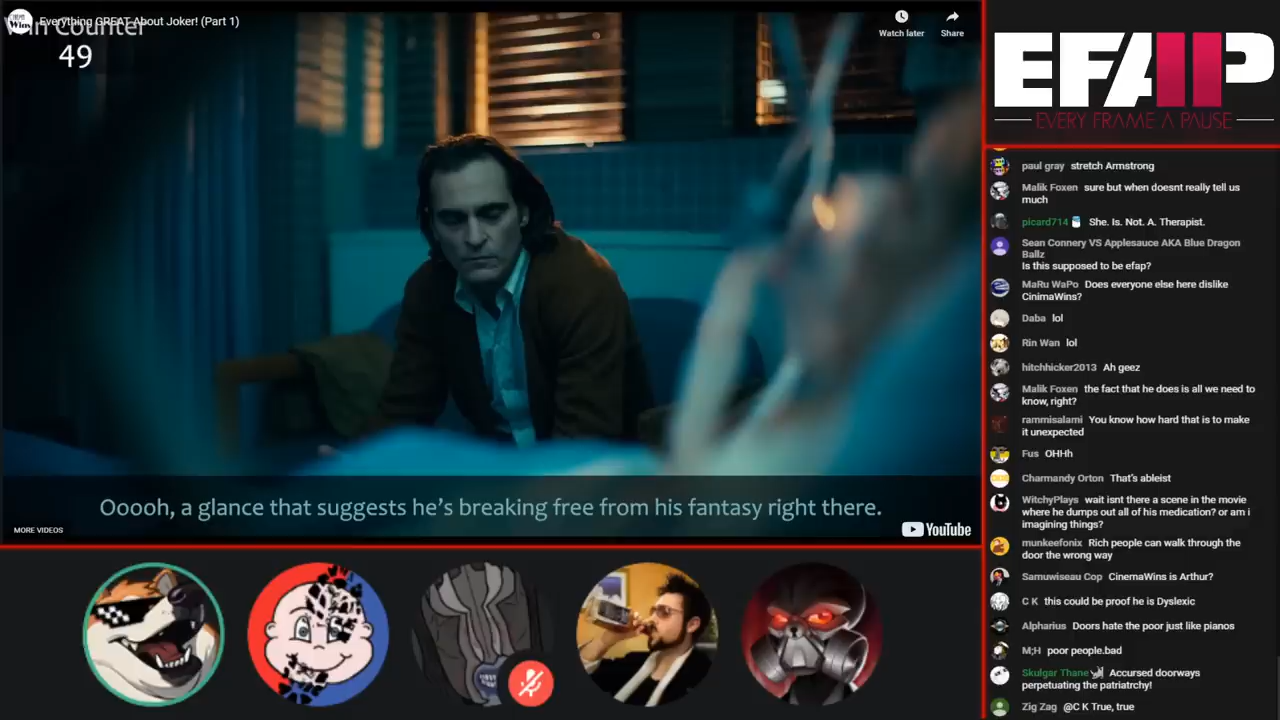 Everything GREAT About Joker! (Part 1)
Win Counter
49
Watch later
Share
Ooooh, a glance that suggests he's breaking free from his fantasy right there.
MORE VIDEOS
YouTube
EFAP
EVERY FRAME A PAUSE
paul gray stretch Armstrong
Malik Foxen sure but when doesnt really tell us
much
picard714 She. Is. Not. A. Therapist.
Sean Connery VS Applesauce AKA Blue Dragon
Ballz
Is this supposed to be efap?
MaRu WaPo Does everyone else here dislike
CinimaWins?
Daba lol
Rin Wan lol
hitchhicker2013 Ah geez
Malik Foxen the fact that he does is all we need to
know, right?
rammisalami You know how hard that is to make
it unexpected
Fus OHHh
Charmandy Orton That's ableist
WitchyPlays wait isnt there a scene in the movie
where he dumps out all of his medication? or am i
imagining things?
munkeefonix Rich people can walk through the
door the wrong way
Samuwiseau Cop CinemaWins is Arthur?
C K this could be proof he is Dyslexic
Alpharius Doors hate the poor just like pianos
M;H poor people.bad
Skulgar Thane Accursed doorways
perpetuating the patriarchy!
Zig Zag @C K True, true